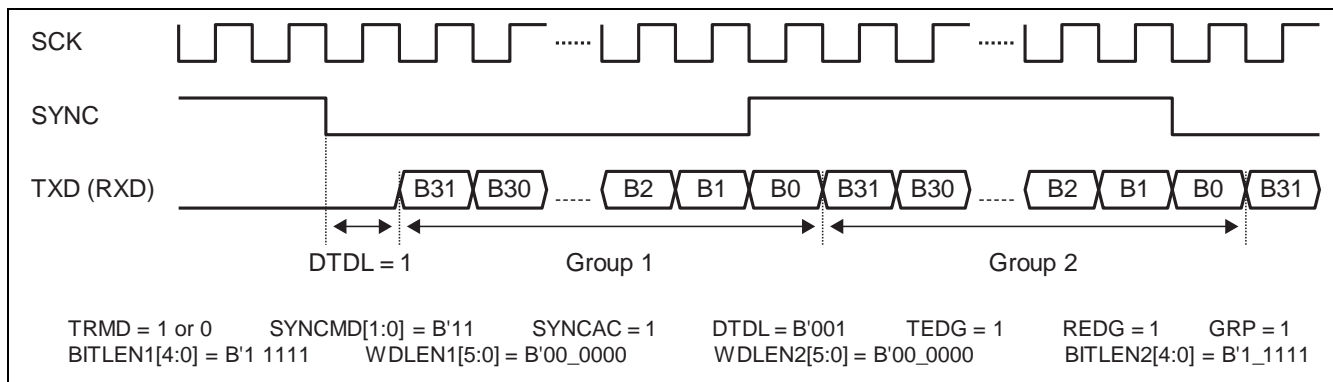 SCK
SYNC
TXD (RXD) B31 B30 B2 B1 B0 B31 B30 B2 B1 B0 B31
DTDL = 1 Group 1 Group 2
TRMD = 1 or 0 SYNCMD[1:0] = B'11 SYNCAC = 1 DTDL = B'001 TEDG = 1 REDG = 1 GRP = 1
BITLEN1[4:0] = B'1 1111 WDLEN1[5:0] = B'00_0000 WDLEN2[5:0] = B'00_0000 BITLEN2[4:0] = B'1_1111